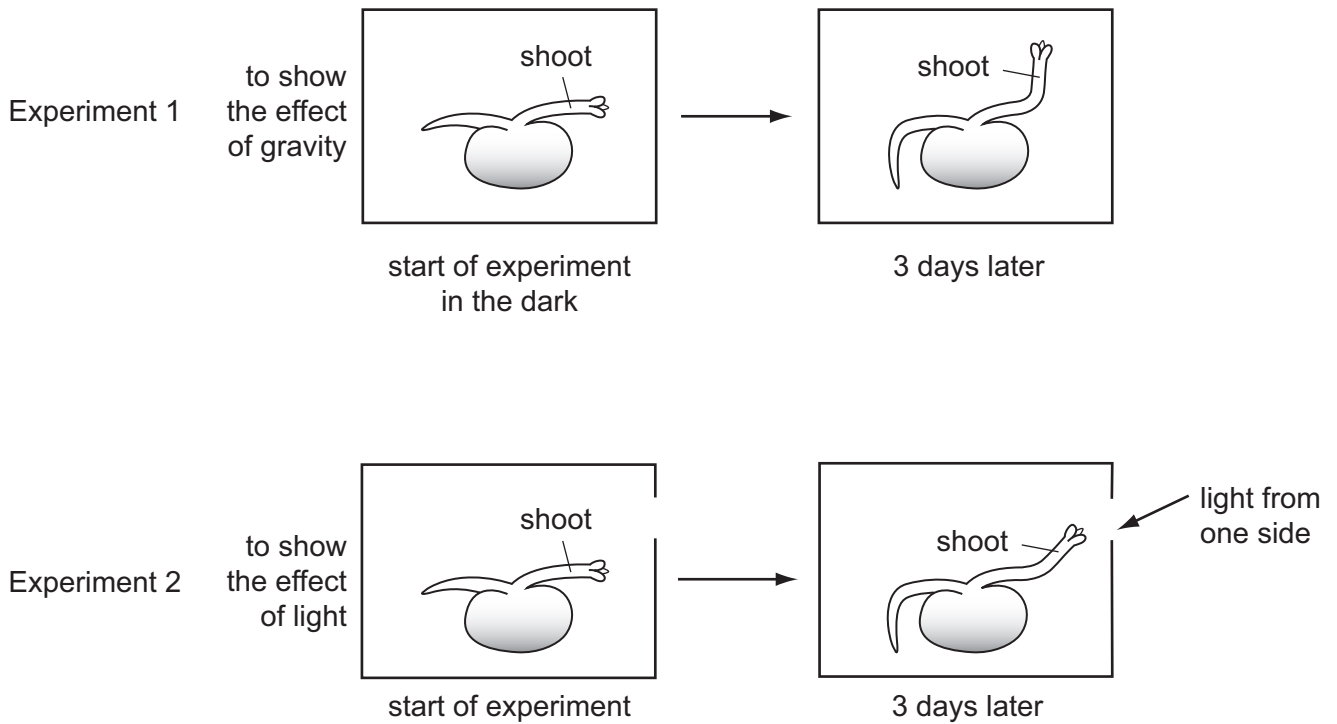 Experiment 1
to show
the effect
of gravity
shoot
shoot
start of experiment
in the dark
3 days later
Experiment 2
to show
the effect
of light
shoot
shoot
light from
one side
start of experiment
3 days later